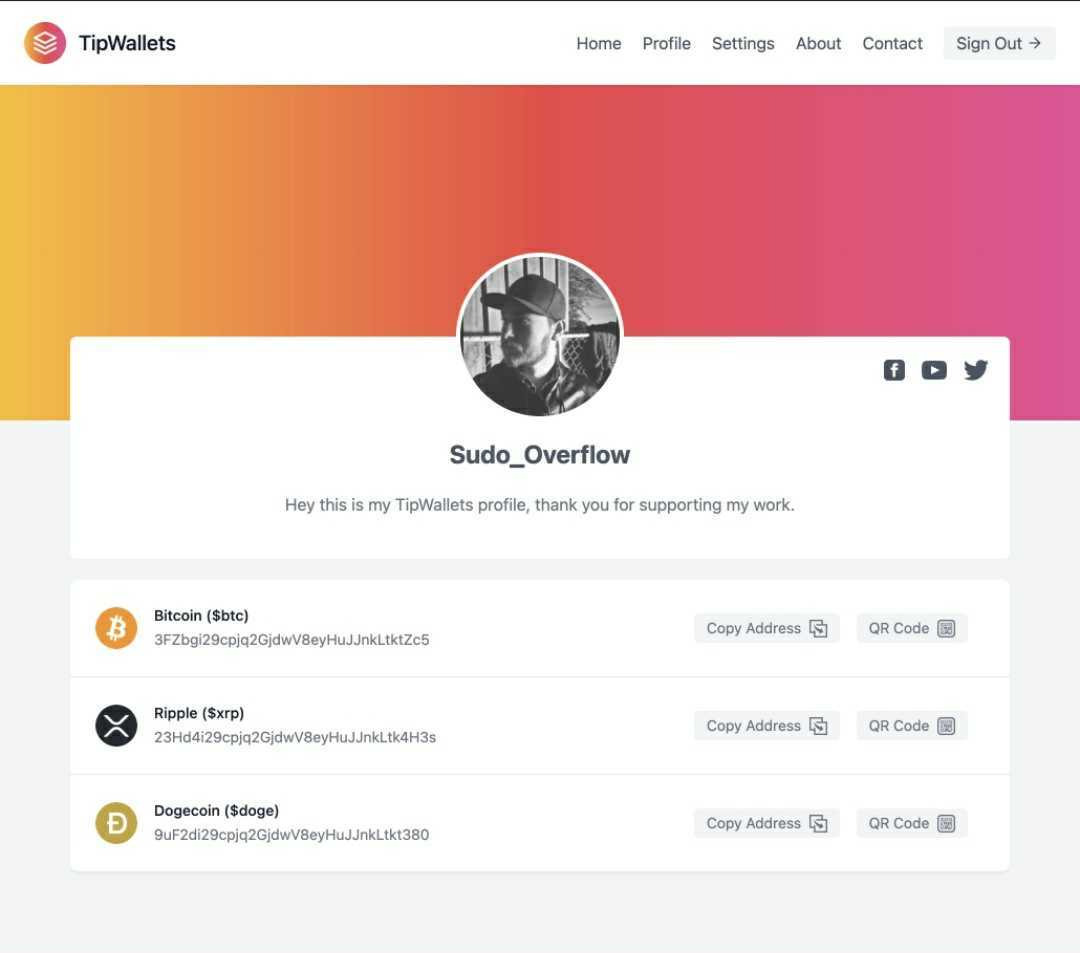 TipWallets
Home Profile Settings About Contact Sign Out →
Sudo_Overflow
Hey this is my TipWallets profile, thank you for supporting my work.
Bitcoin ($btc)
3FZbgi29cpjq2GjdwV8eyHuJJnkLtktZc5
Copy Address QR Code
Ripple ($xrp)
23Hd4i29cpjq2GjdwV8eyHuJJnkLtk4H3s
Copy Address QR Code
Dogecoin ($doge)
9uF2di29cpjq2GjdwV8eyHuJJnkLtkt380
Copy Address QR Code